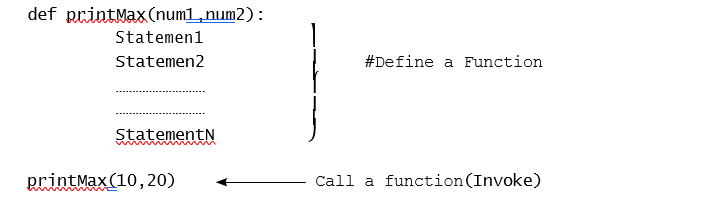 def printMax(num1,num2):
Statemen1
Statemen2 #Define a Function
............................
............................
StatementN
printMax(10,20) Call a function(Invoke)